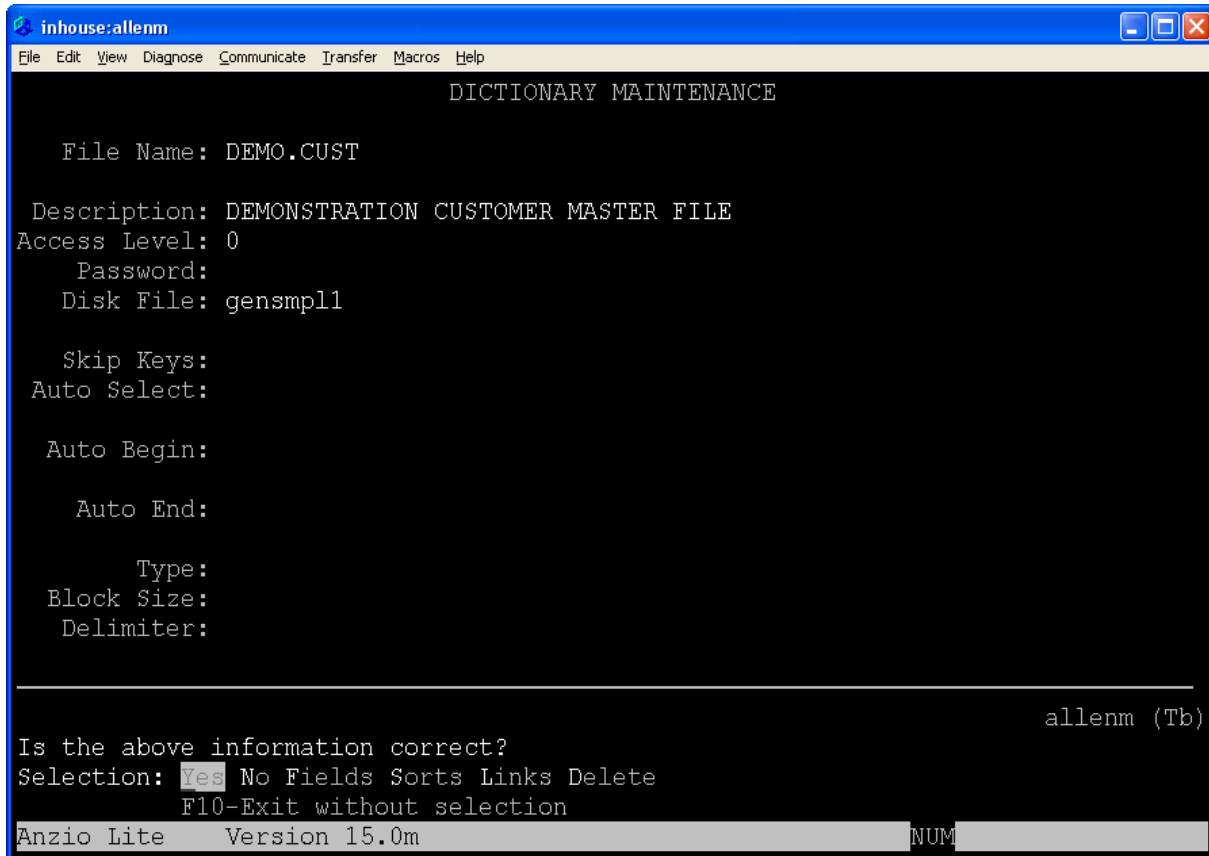 inhouse:allenm
File Edit View Diagnose Communicate Transfer Macros Help
DICTIONARY MAINTENANCE
File Name: DEMO.CUST
Description: DEMONSTRATION CUSTOMER MASTER FILE
Access Level: 0
Password:
Disk File: gensmpl1
Skip Keys:
Auto Select:
Auto Begin:
Auto End:
Type:
Block Size:
Delimiter:
allenm (Tb)
Is the above information correct?
Selection: Yes No Fields Sorts Links Delete
F10-Exit without selection
Anzio Lite Version 15.0m NUM